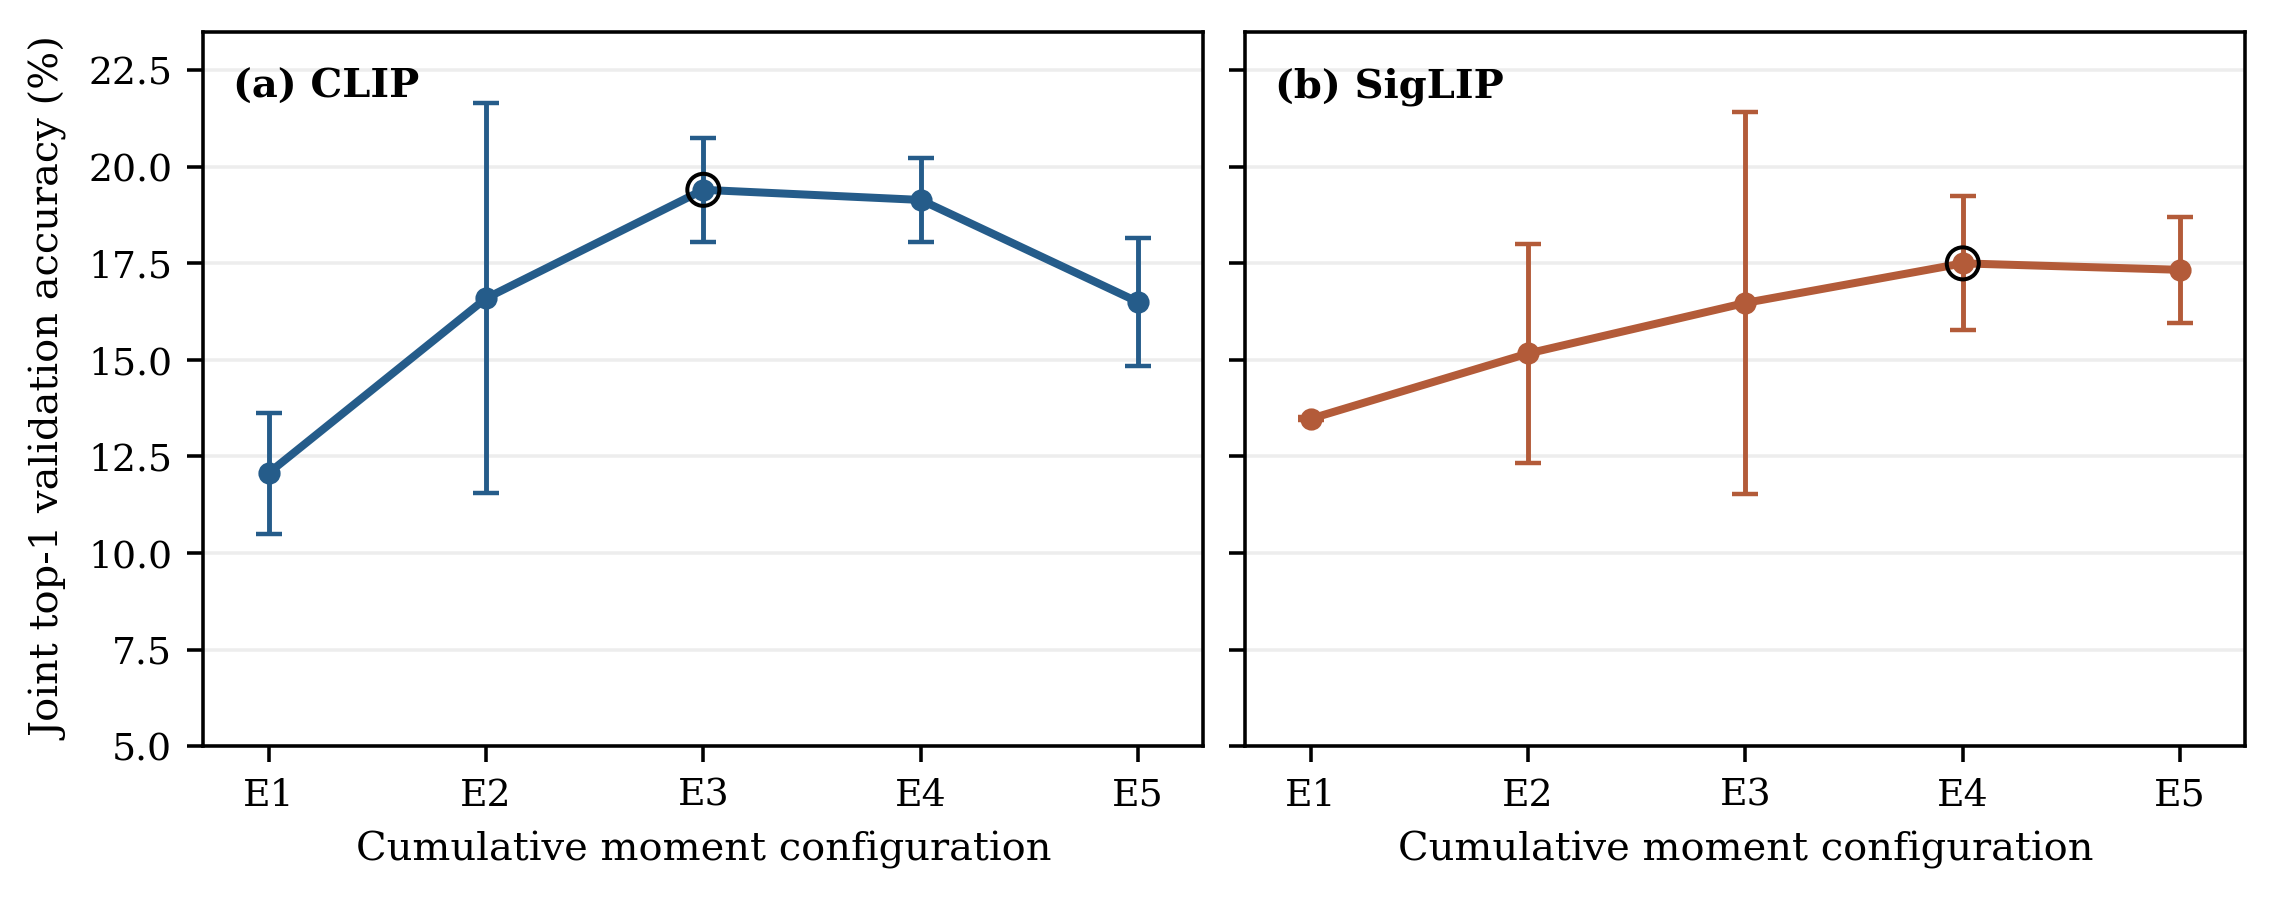 Joint top-1 validation accuracy (%)
22.5
20.0
17.5
15.0
12.5
10.0
7.5
5.0
(a) CLIP
E1 E2 E3 E4 E5
Cumulative moment configuration
(b) SigLIP
E1 E2 E3 E4 E5
Cumulative moment configuration